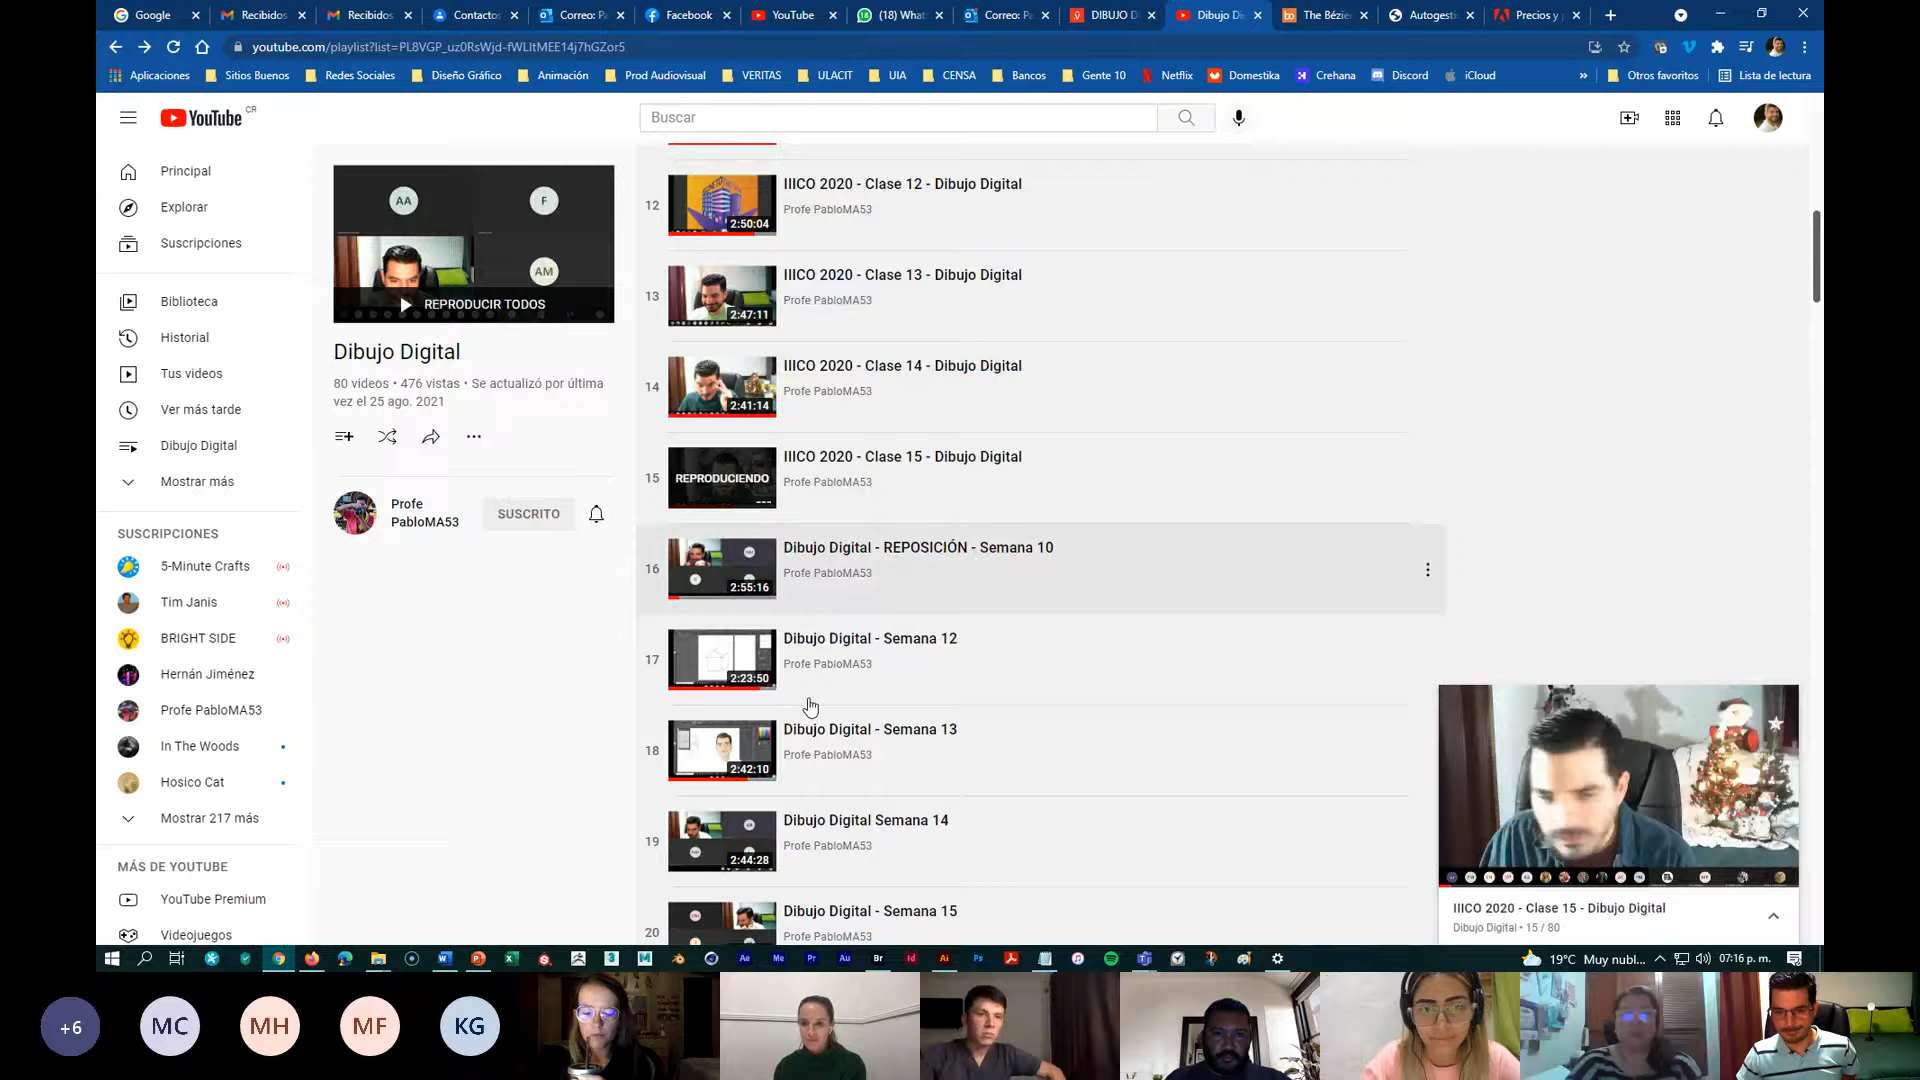 Google
Recibidos
Recibidos
Contactos
Correo: Pa
Facebook
YouTube
(18) What
Correo: Pa
DIBUJO D
Dibujo Di
The Bézie
Autogesti
Precios y
youtube.com/playlist?list=PL8VGP_uz0RsWjd-fWLItMEE14j7hGZor5
Aplicaciones
Sitios Buenos
Redes Sociales
Diseño Gráfico
Animación
Prod Audiovisual
VERITAS
ULACIT
UIA
CENSA
Bancos
Gente 10
Netflix
Domestika
Crehana
Discord
iCloud
»
Otros favoritos
Lista de lectura
YouTube CR
Buscar
Principal
Explorar
Suscripciones
Biblioteca
Historial
Tus videos
Ver más tarde
Dibujo Digital
Mostrar más
SUSCRIPCIONES
5-Minute Crafts
Tim Janis
BRIGHT SIDE
Hernán Jiménez
Profe PabloMA53
In The Woods
Hosico Cat
Mostrar 217 más
MÁS DE YOUTUBE
YouTube Premium
Videojuegos
AA
F
AM
REPRODUCIR TODOS
Dibujo Digital
80 videos • 476 vistas • Se actualizó por última
vez el 25 ago. 2021
Profe
PabloMA53
SUSCRITO
12
2:50:04
IIICO 2020 - Clase 12 - Dibujo Digital
Profe PabloMA53
13
2:47:11
IIICO 2020 - Clase 13 - Dibujo Digital
Profe PabloMA53
14
2:41:14
IIICO 2020 - Clase 14 - Dibujo Digital
Profe PabloMA53
15
REPRODUCIENDO
IIICO 2020 - Clase 15 - Dibujo Digital
Profe PabloMA53
16
2:55:16
Dibujo Digital - REPOSICIÓN - Semana 10
Profe PabloMA53
17
2:23:50
Dibujo Digital - Semana 12
Profe PabloMA53
18
2:42:10
Dibujo Digital - Semana 13
Profe PabloMA53
19
2:44:28
Dibujo Digital Semana 14
Profe PabloMA53
20
Dibujo Digital - Semana 15
Profe PabloMA53
IIICO 2020 - Clase 15 - Dibujo Digital
Dibujo Digital • 15 / 80
Ae
Me
Pr
Au
Br
Id
Ai
Ps
19°C Muy nubl...
07:16 p. m.
+6
MC
MH
MF
KG